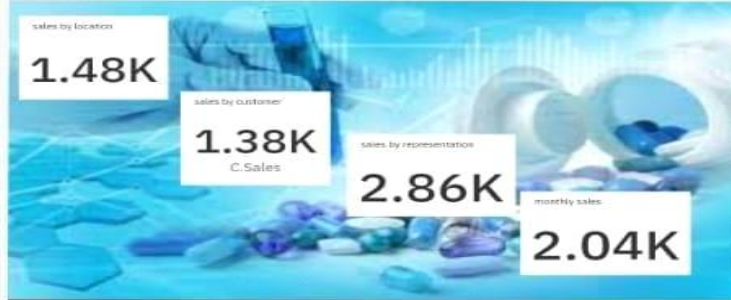 sales by location
1.48K
sales by customer
1.38K
C.Sales
sales by representation
2.86K
monthly sales
2.04K